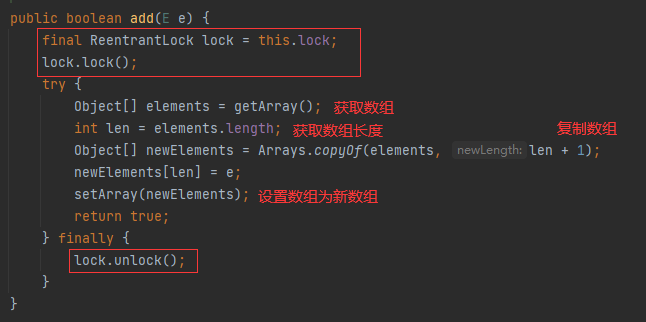 public boolean add(E e) {
final ReentrantLock lock = this.lock;
lock.lock();
try {
Object[] elements = getArray(); 获取数组
int len = elements.length; 获取数组长度 复制数组
Object[] newElements = Arrays.copyOf(elements, newLength: len + 1);
newElements[len] = e;
setArray(newElements); 设置数组为新数组
return true;
} finally {
lock.unlock();
}
}